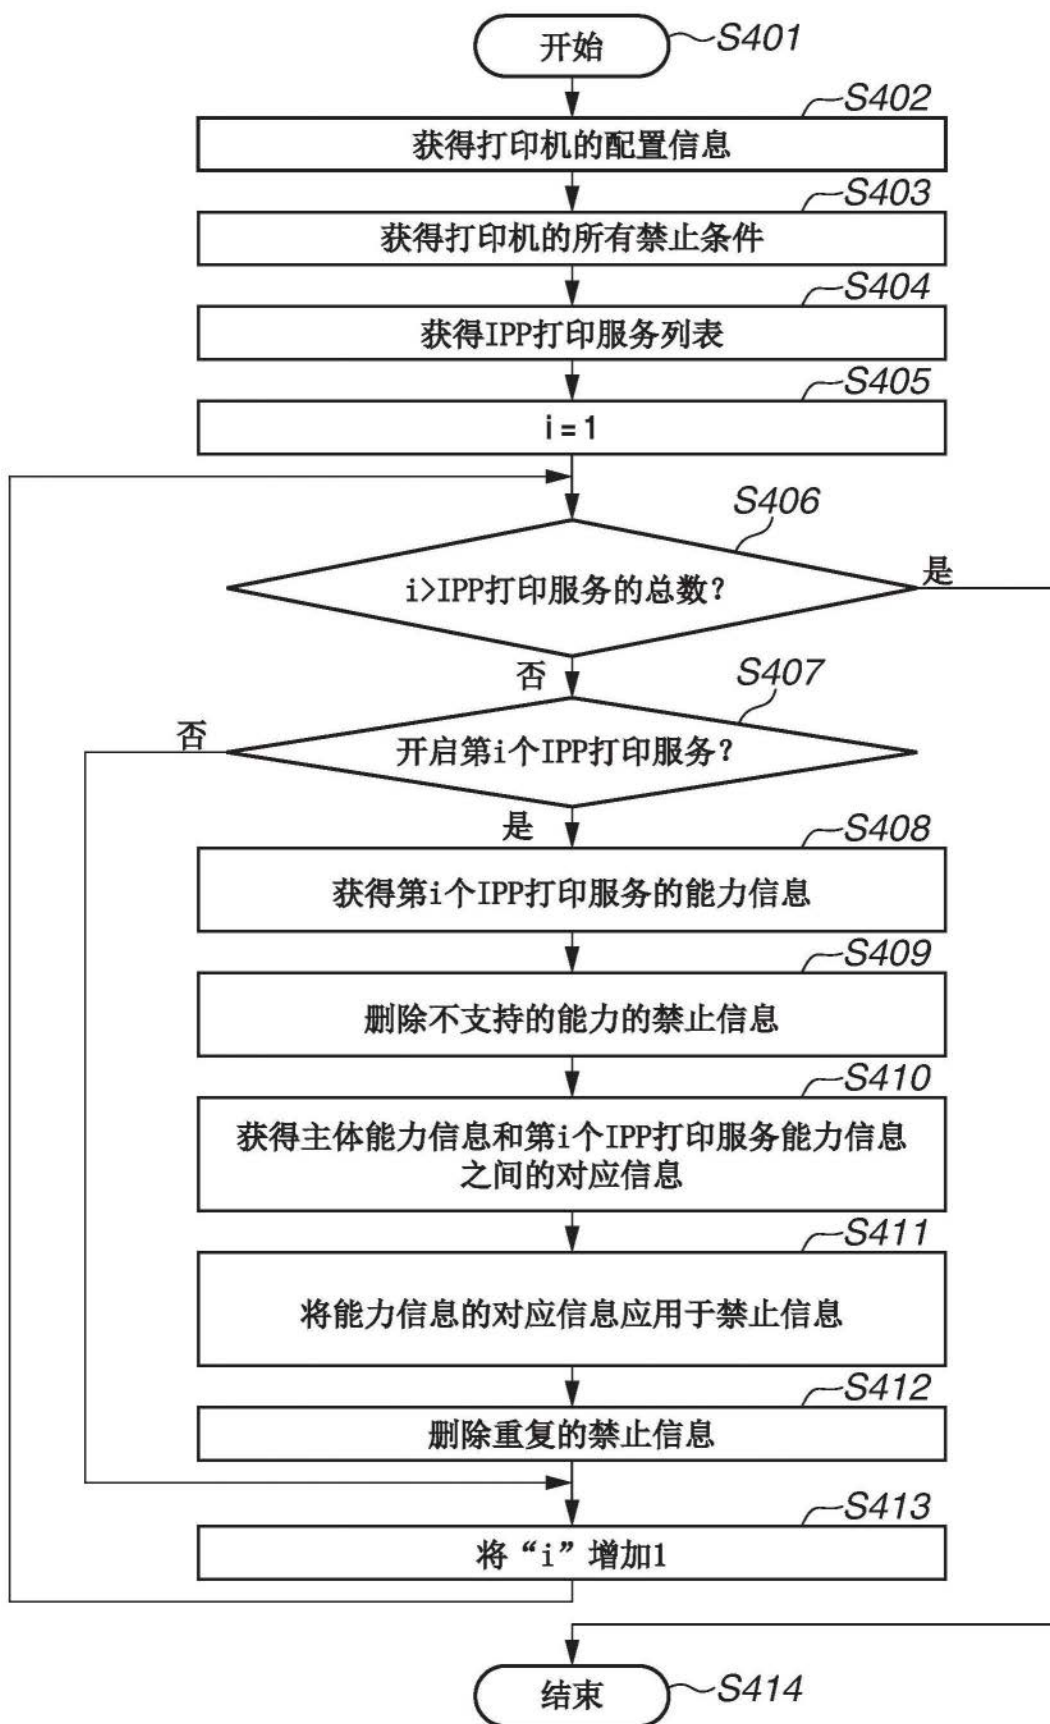 开始
S401
S402
获得打印机的配置信息
S403
获得打印机的所有禁止条件
S404
获得IPP打印服务列表
S405
i = 1
S406
i>IPP打印服务的总数?
是
否
S407
开启第i个IPP打印服务?
否
是
S408
获得第i个IPP打印服务的能力信息
S409
删除不支持的能力的禁止信息
S410
获得主体能力信息和第i个IPP打印服务能力信息
之间的对应信息
S411
将能力信息的对应信息应用于禁止信息
S412
删除重复的禁止信息
S413
将“i”增加1
结束
S414